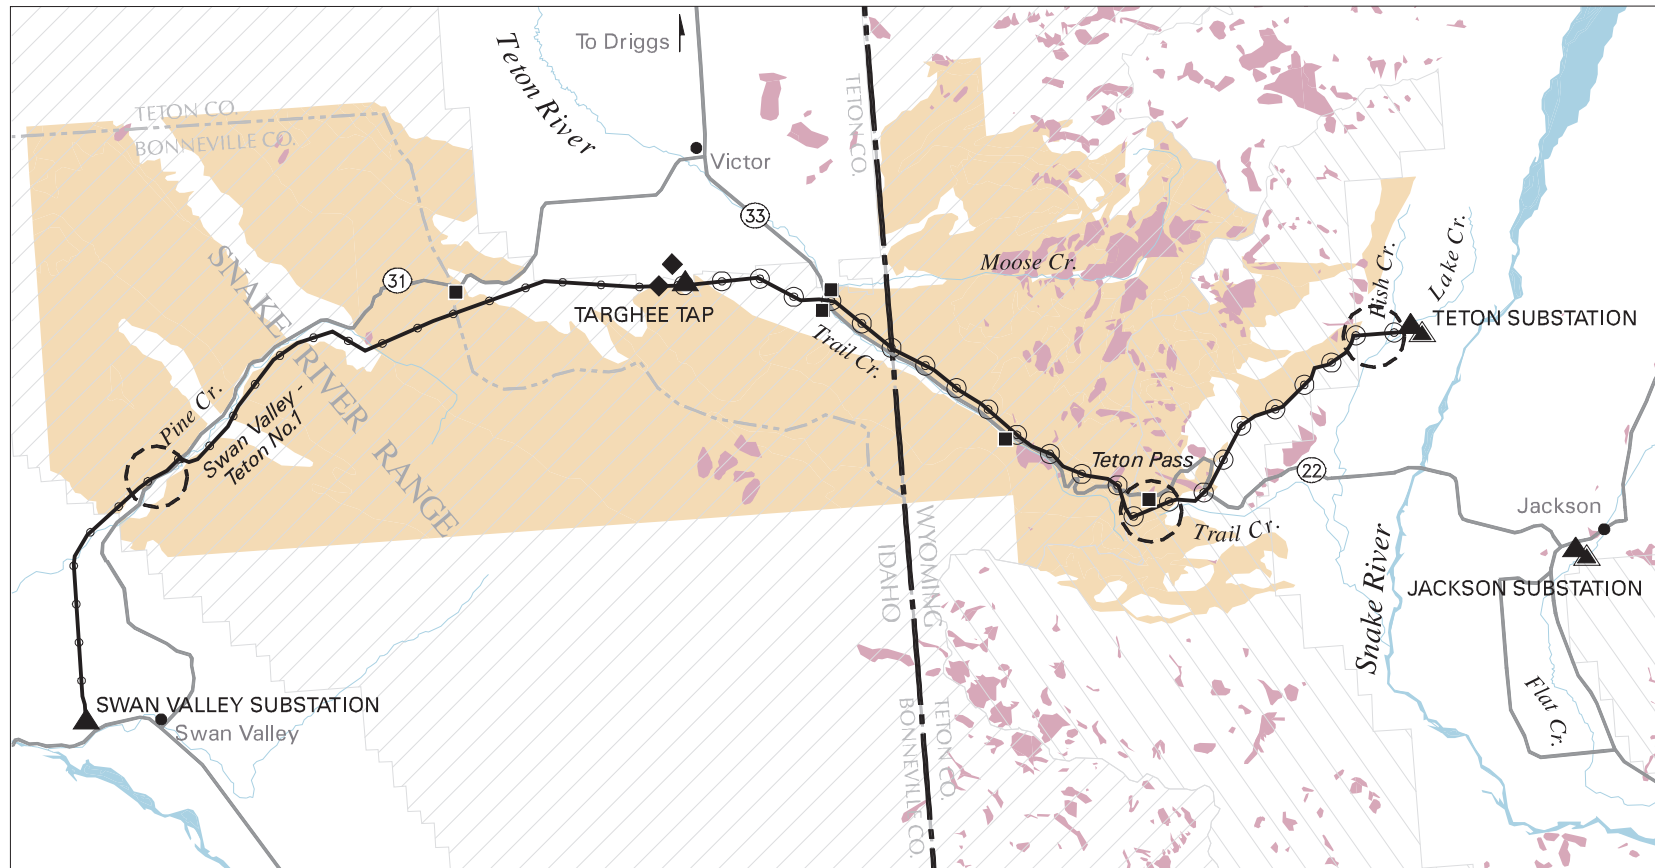 To Driggs
Teton River
TETON CO.
BONNEVILLE CO.
TETON CO.
Victor
33
31
Moose Cr.
Fish Cr.
Lake Cr.
SNAKE RIVER RANGE
TARGHEE TAP
TETON SUBSTATION
Trail Cr.
Pine Cr.
Swan Valley -
Teton No.1
Teton Pass
22
Jackson
Trail Cr.
WYOMING
IDAHO
Snake River
JACKSON SUBSTATION
Flat Cr.
SWAN VALLEY SUBSTATION
Swan Valley
TETON CO.
BONNEVILLE CO.